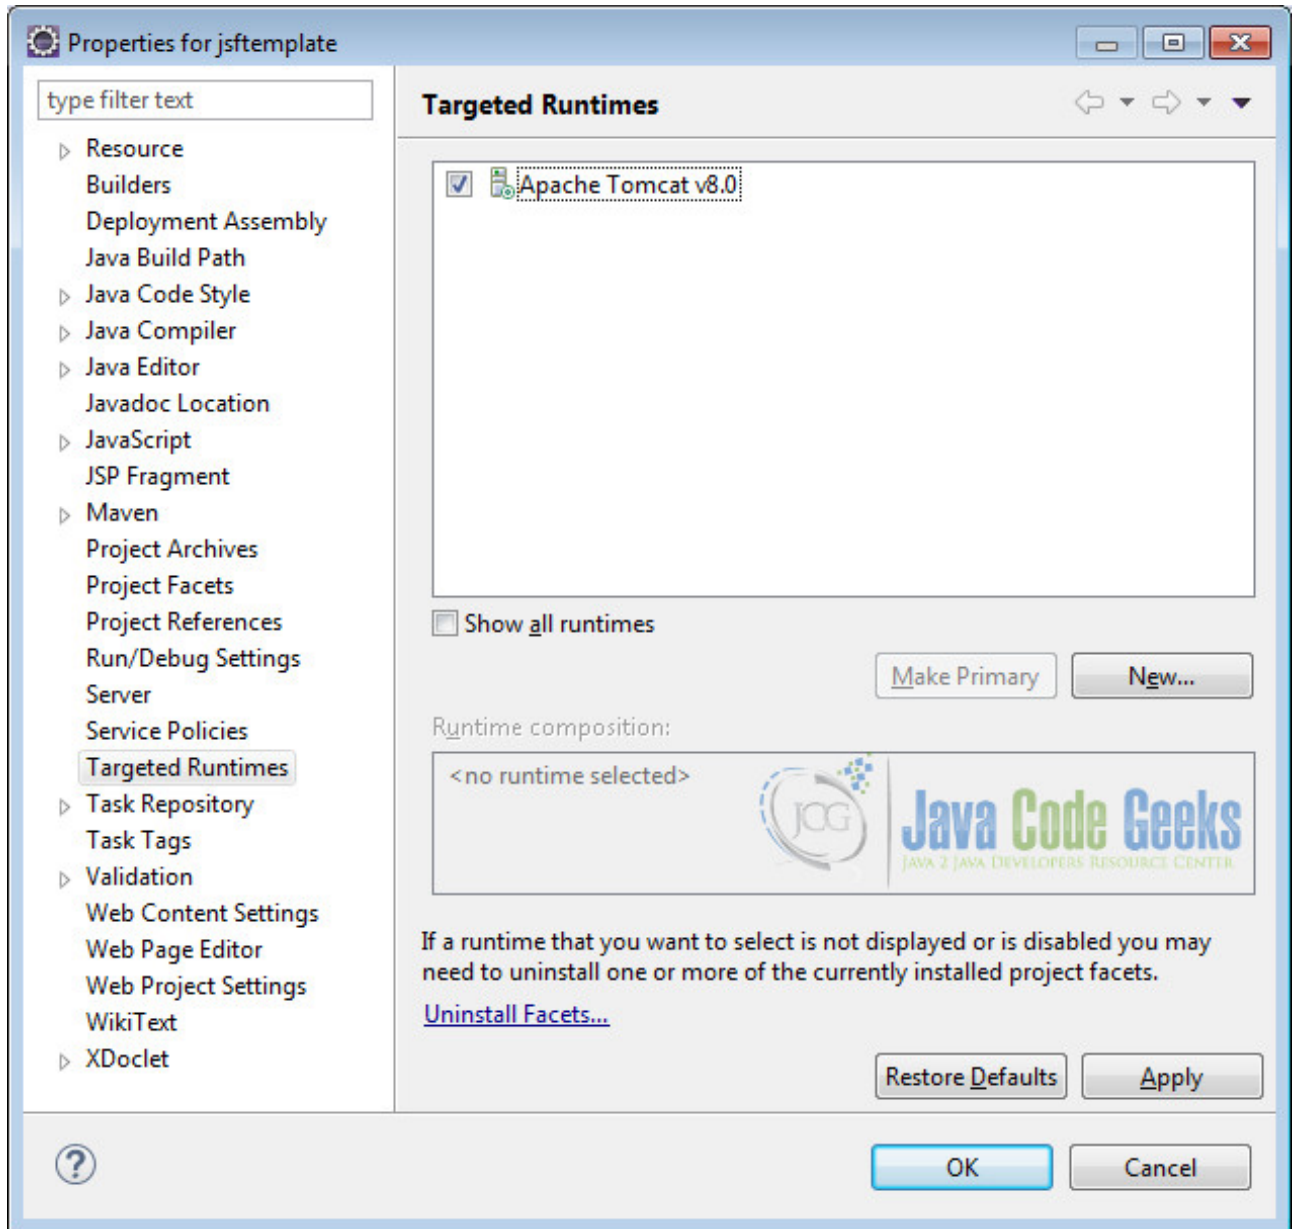 Properties for jsftemplate
type filter text
Resource
Builders
Deployment Assembly
Java Build Path
Java Code Style
Java Compiler
Java Editor
Javadoc Location
JavaScript
JSP Fragment
Maven
Project Archives
Project Facets
Project References
Run/Debug Settings
Server
Service Policies
Targeted Runtimes
Task Repository
Task Tags
Validation
Web Content Settings
Web Page Editor
Web Project Settings
WikiText
XDoclet
Targeted Runtimes
Apache Tomcat v8.0
Show all runtimes
Make Primary
New...
Runtime composition:
<no runtime selected>
JCG
Java Code Geeks
JAVA 2 JAVA DEVELOPERS RESOURCE CENTER
If a runtime that you want to select is not displayed or is disabled you may
need to uninstall one or more of the currently installed project facets.
Uninstall Facets...
Restore Defaults
Apply
?
OK
Cancel